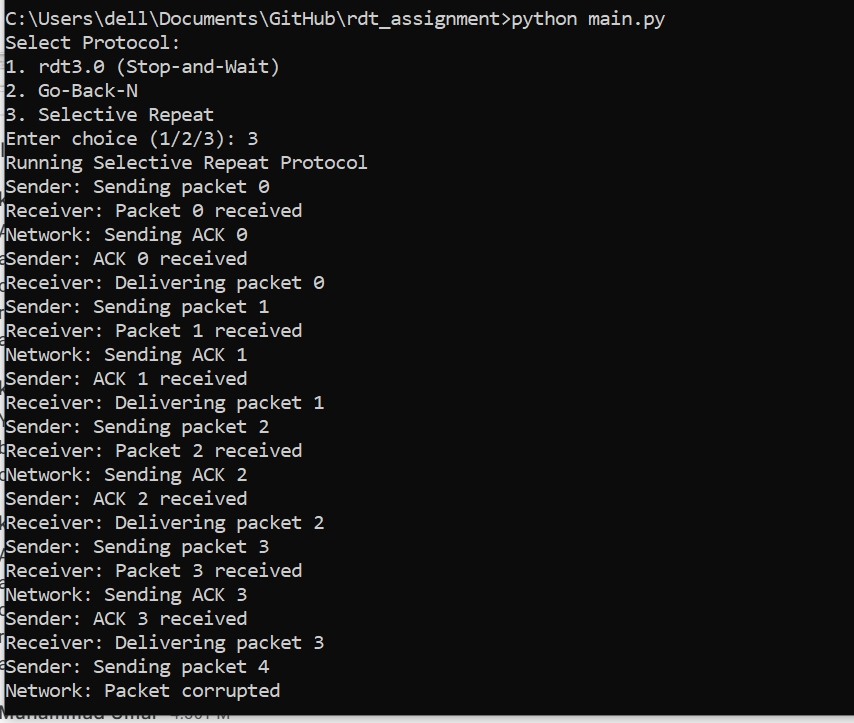 C:\Users\dell\Documents\GitHub\rdt_assignment>python main.py
Select Protocol:
1. rdt3.0 (Stop-and-Wait)
2. Go-Back-N
3. Selective Repeat
Enter choice (1/2/3): 3
Running Selective Repeat Protocol
Sender: Sending packet 0
Receiver: Packet 0 received
Network: Sending ACK 0
Sender: ACK 0 received
Receiver: Delivering packet 0
Sender: Sending packet 1
Receiver: Packet 1 received
Network: Sending ACK 1
Sender: ACK 1 received
Receiver: Delivering packet 1
Sender: Sending packet 2
Receiver: Packet 2 received
Network: Sending ACK 2
Sender: ACK 2 received
Receiver: Delivering packet 2
Sender: Sending packet 3
Receiver: Packet 3 received
Network: Sending ACK 3
Sender: ACK 3 received
Receiver: Delivering packet 3
Sender: Sending packet 4
Network: Packet corrupted